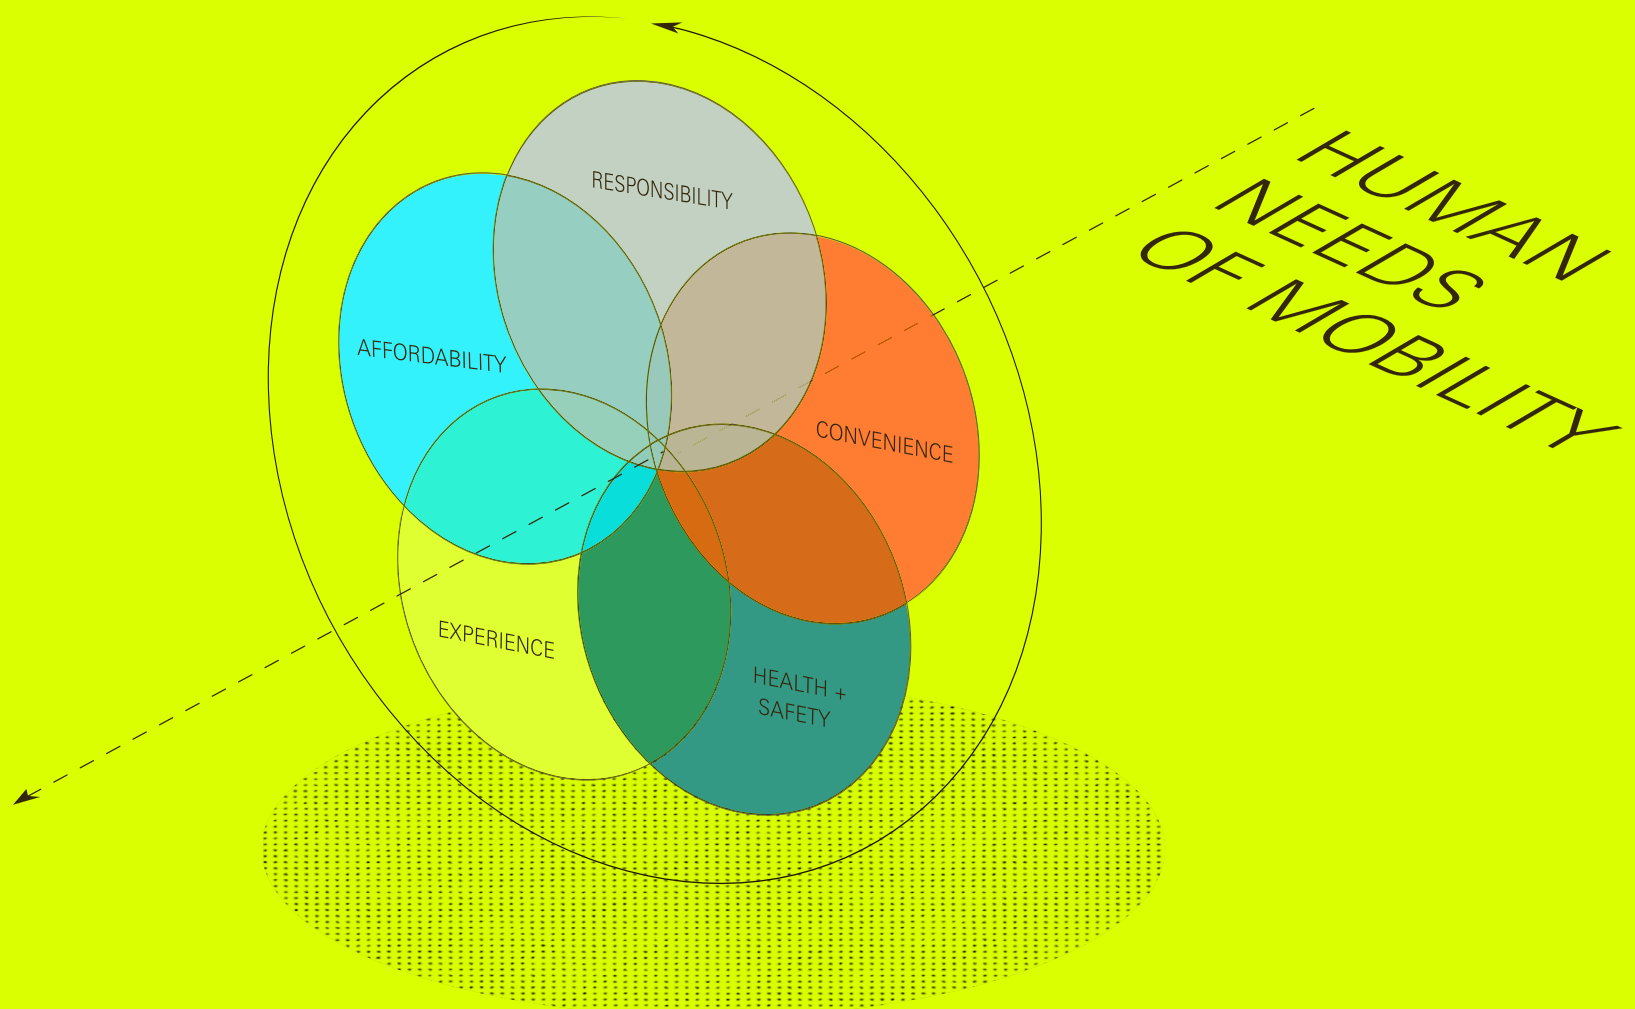 HUMAN
NEEDS
OF MOBILITY
RESPONSIBILITY
AFFORDABILITY
CONVENIENCE
EXPERIENCE
HEALTH +
SAFETY